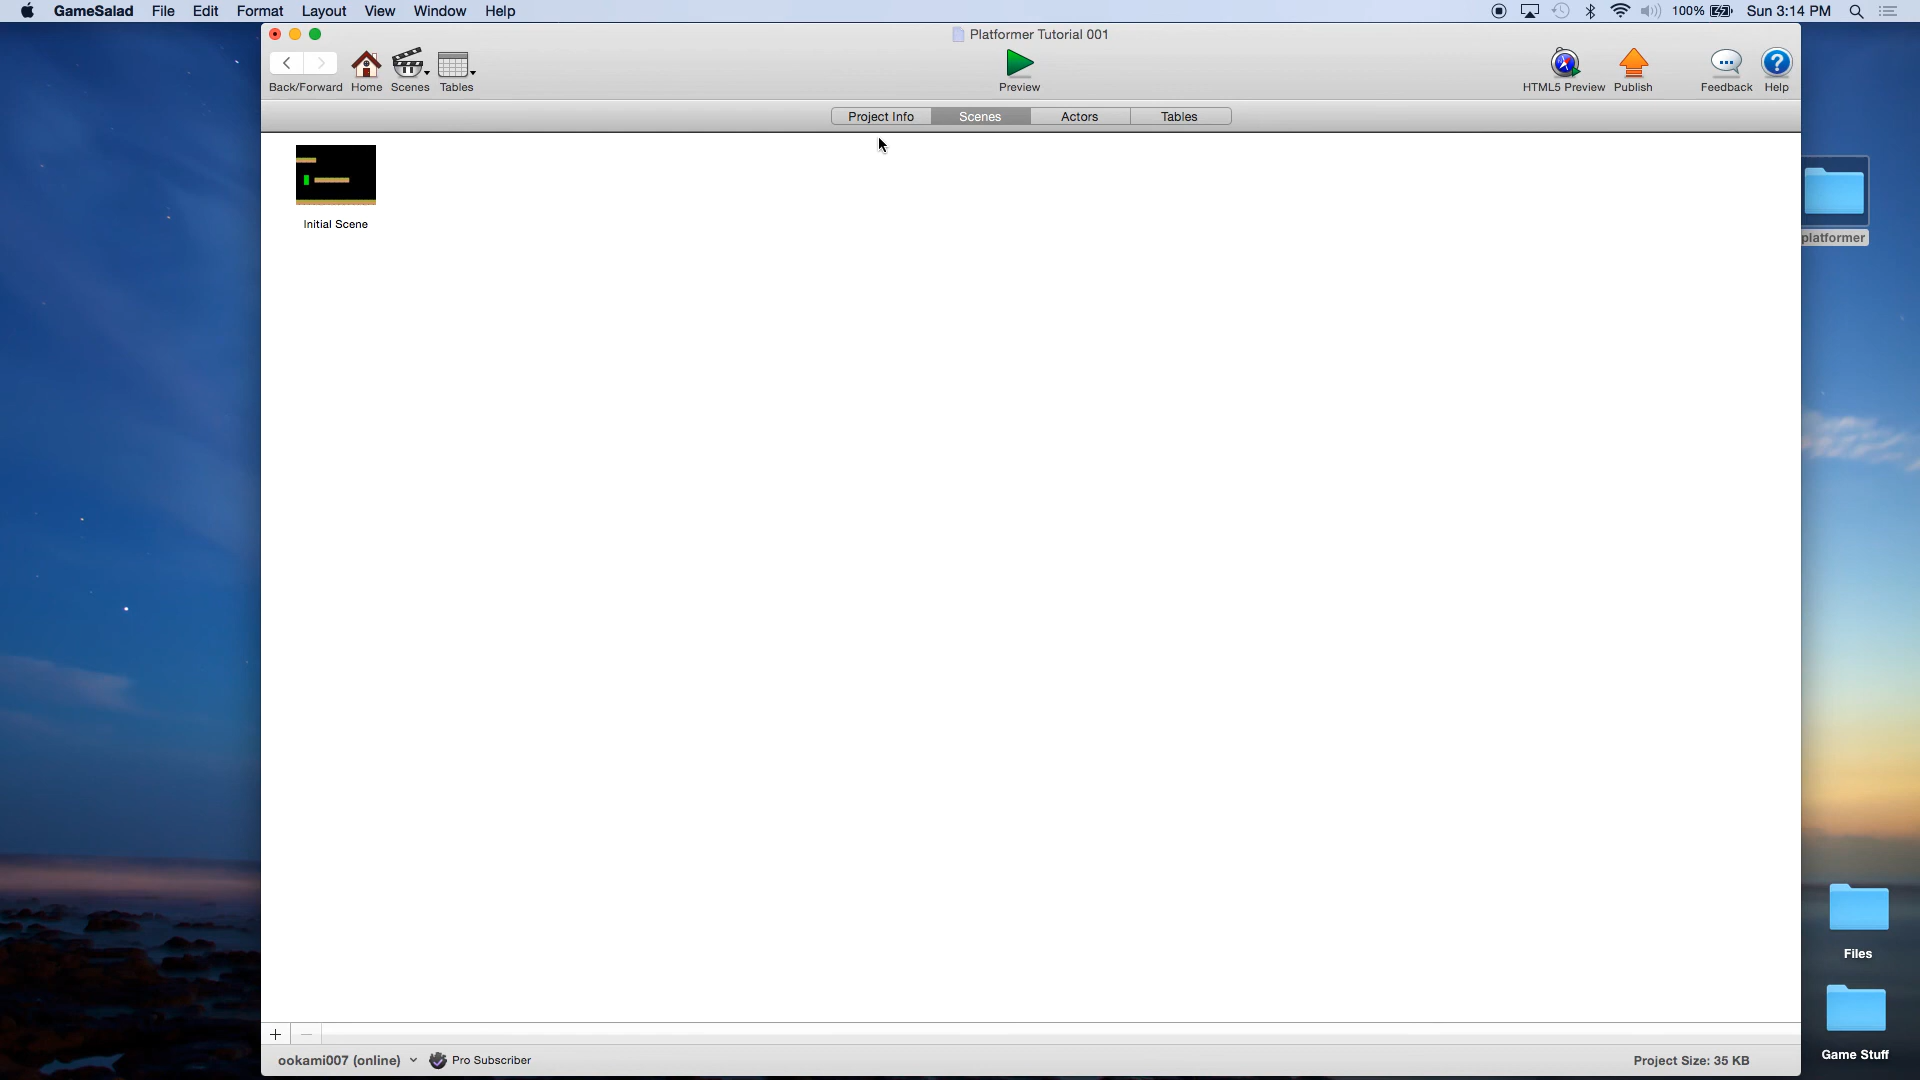 GameSalad File Edit Format Layout View Window Help 100% Sun 3:14 PM
Platformer Tutorial 001
Back/Forward Home Scenes Tables Preview HTML5 Preview Publish Feedback Help
Project Info Scenes Actors Tables
Initial Scene
platformer
Files
Game Stuff
ookami007 (online) Pro Subscriber Project Size: 35 KB